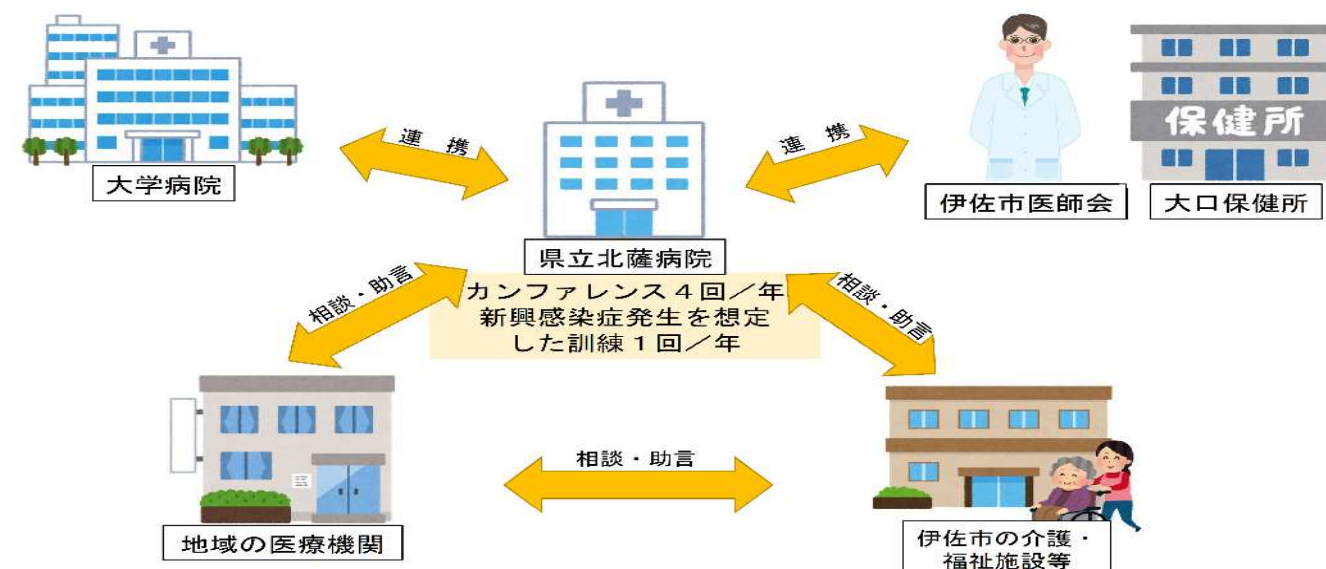 保健所
連 携
連 携
大学病院
伊佐市医師会
大口保健所
県立北薩病院
相談・助言
カンファレンス4回／年
新興感染症発生を想定
した訓練1回／年
相談・助言
相談・助言
地域の医療機関
伊佐市の介護・
福祉施設等